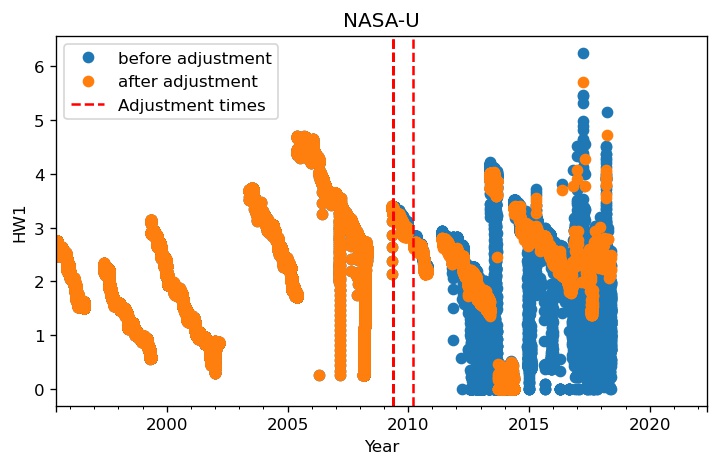 NASA-U
before adjustment
after adjustment
Adjustment times
HW1
6
5
4
3
2
1
0
2000 2005 2010 2015 2020
Year